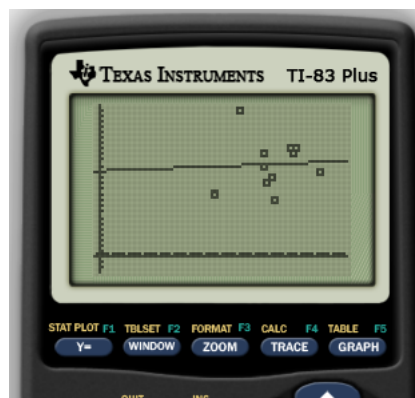 TEXAS INSTRUMENTS TI-83 Plus
STAT PLOT F1 TBLSET F2 FORMAT F3 CALC F4 TABLE F5
Y= WINDOW ZOOM TRACE GRAPH